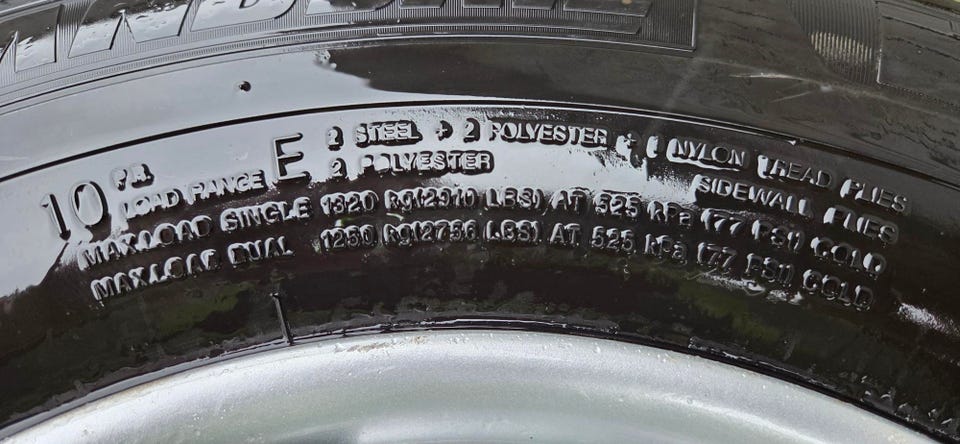 10 P.R. LOAD RANGE E 2 STEEL + 2 POLYESTER + 1 NYLON TREAD PLIES
2 POLYESTER SIDEWALL PLIES
MAX.LOAD SINGLE 1320 kg(2910 LBS) AT 525 kPa (77 PSI) COLD
MAX.LOAD DUAL 1250 kg(2756 LBS) AT 525 kPa (77 PSI) COLD